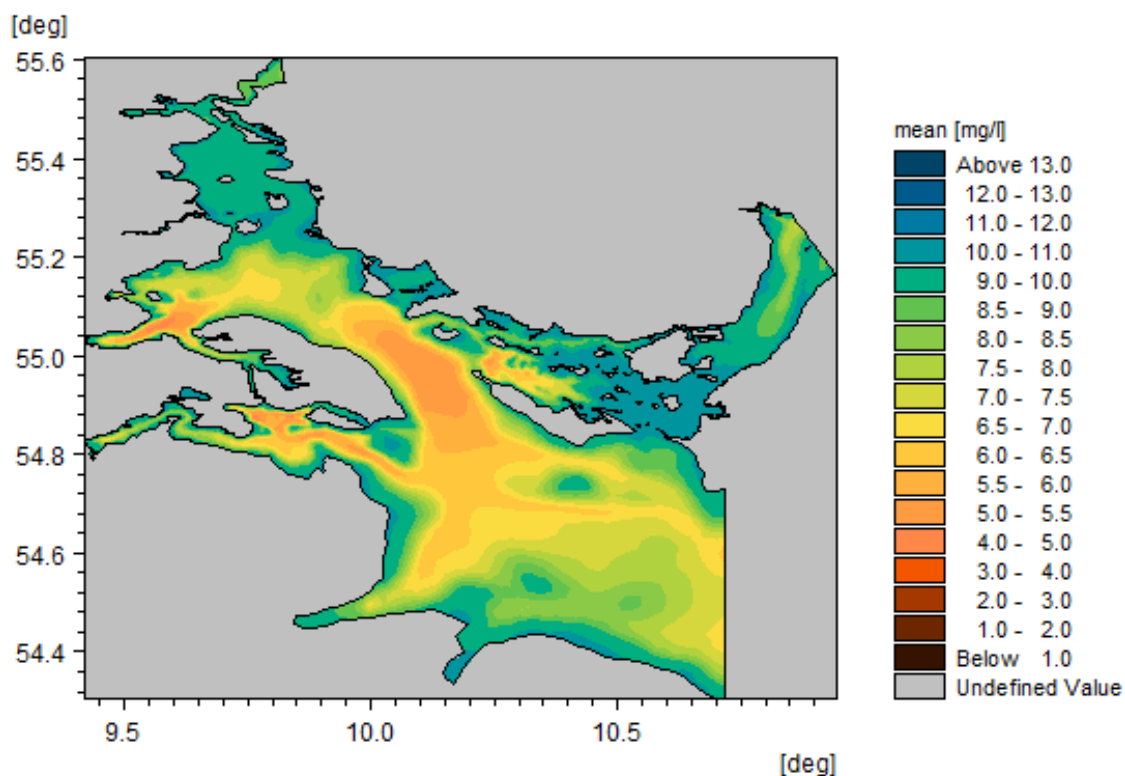 [deg]
55.6
55.4
55.2
55.0
54.8
54.6
54.4
9.5
10.0
10.5
[deg]
mean [mg/l]
Above 13.0
12.0 - 13.0
11.0 - 12.0
10.0 - 11.0
9.0 - 10.0
8.5 - 9.0
8.0 - 8.5
7.5 - 8.0
7.0 - 7.5
6.5 - 7.0
6.0 - 6.5
5.5 - 6.0
5.0 - 5.5
4.0 - 5.0
3.0 - 4.0
2.0 - 3.0
1.0 - 2.0
Below 1.0
Undefined Value